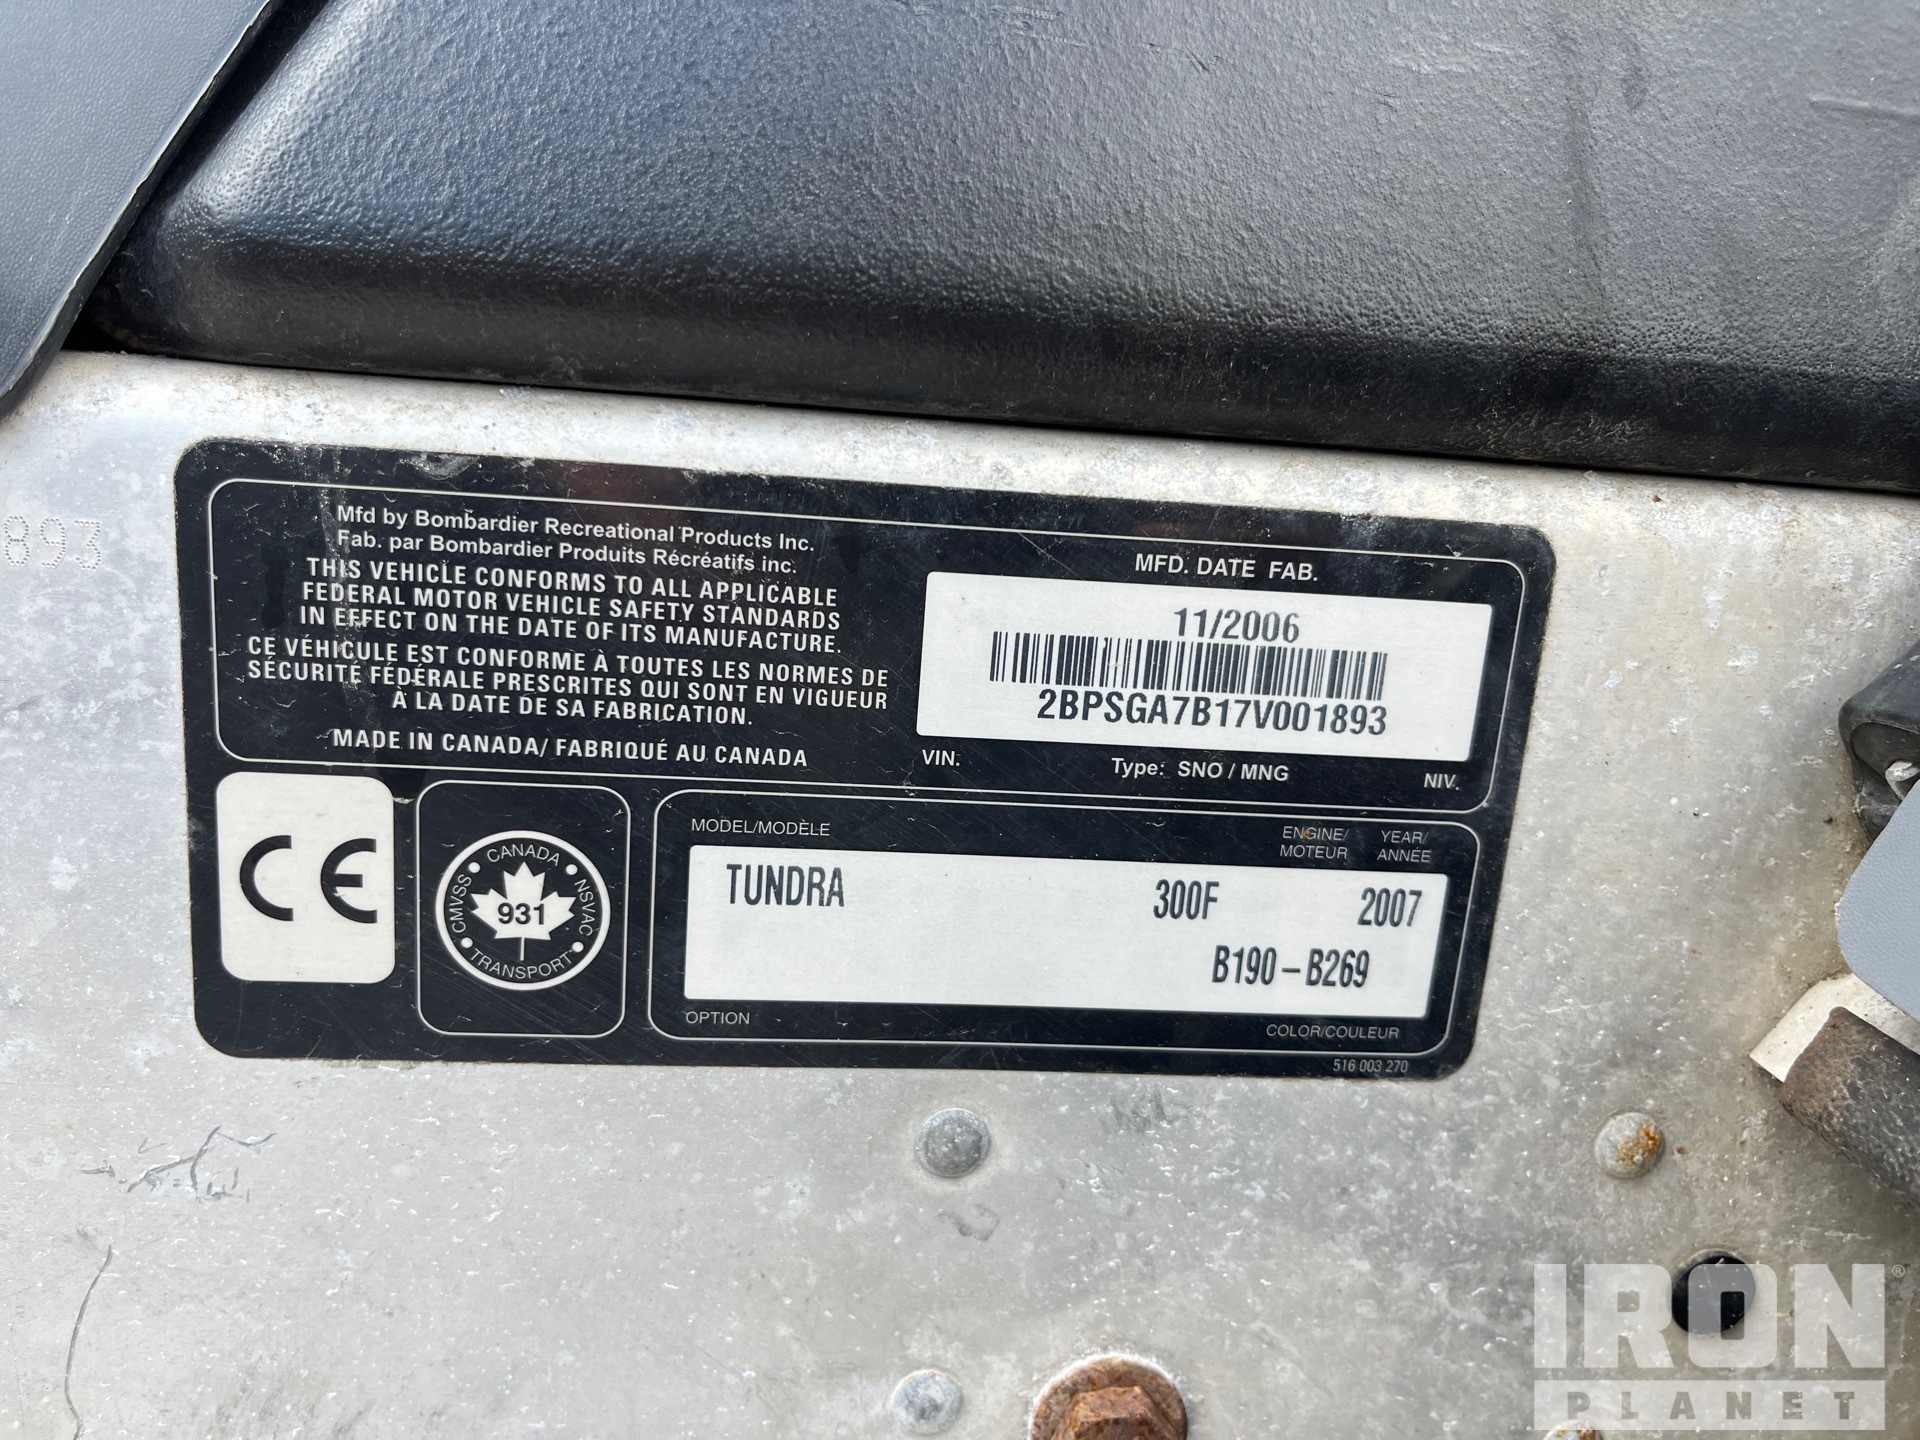 893
Mfd by Bombardier Recreational Products Inc.
Fab. par Bombardier Produits Récréatifs inc.
THIS VEHICLE CONFORMS TO ALL APPLICABLE
FEDERAL MOTOR VEHICLE SAFETY STANDARDS
IN EFFECT ON THE DATE OF ITS MANUFACTURE.
CE VÉHICULE EST CONFORME À TOUTES LES NORMES DE
SÉCURITÉ FÉDÉRALE PRESCRITES QUI SONT EN VIGUEUR
À LA DATE DE SA FABRICATION.
MADE IN CANADA/ FABRIQUÉ AU CANADA
MFD. DATE FAB.
11/2006
2BPSGA7B17V001893
VIN. Type: SNO / MNG NIV.
CE
CANADA
CMVSS 931 NSVAC
TRANSPORT
MODEL/MODÈLE ENGINE/ YEAR/
MOTEUR ANNÉE
TUNDRA 300F 2007
B190-B269
OPTION COLOR/COULEUR
516 003 270
IRON®
PLANET